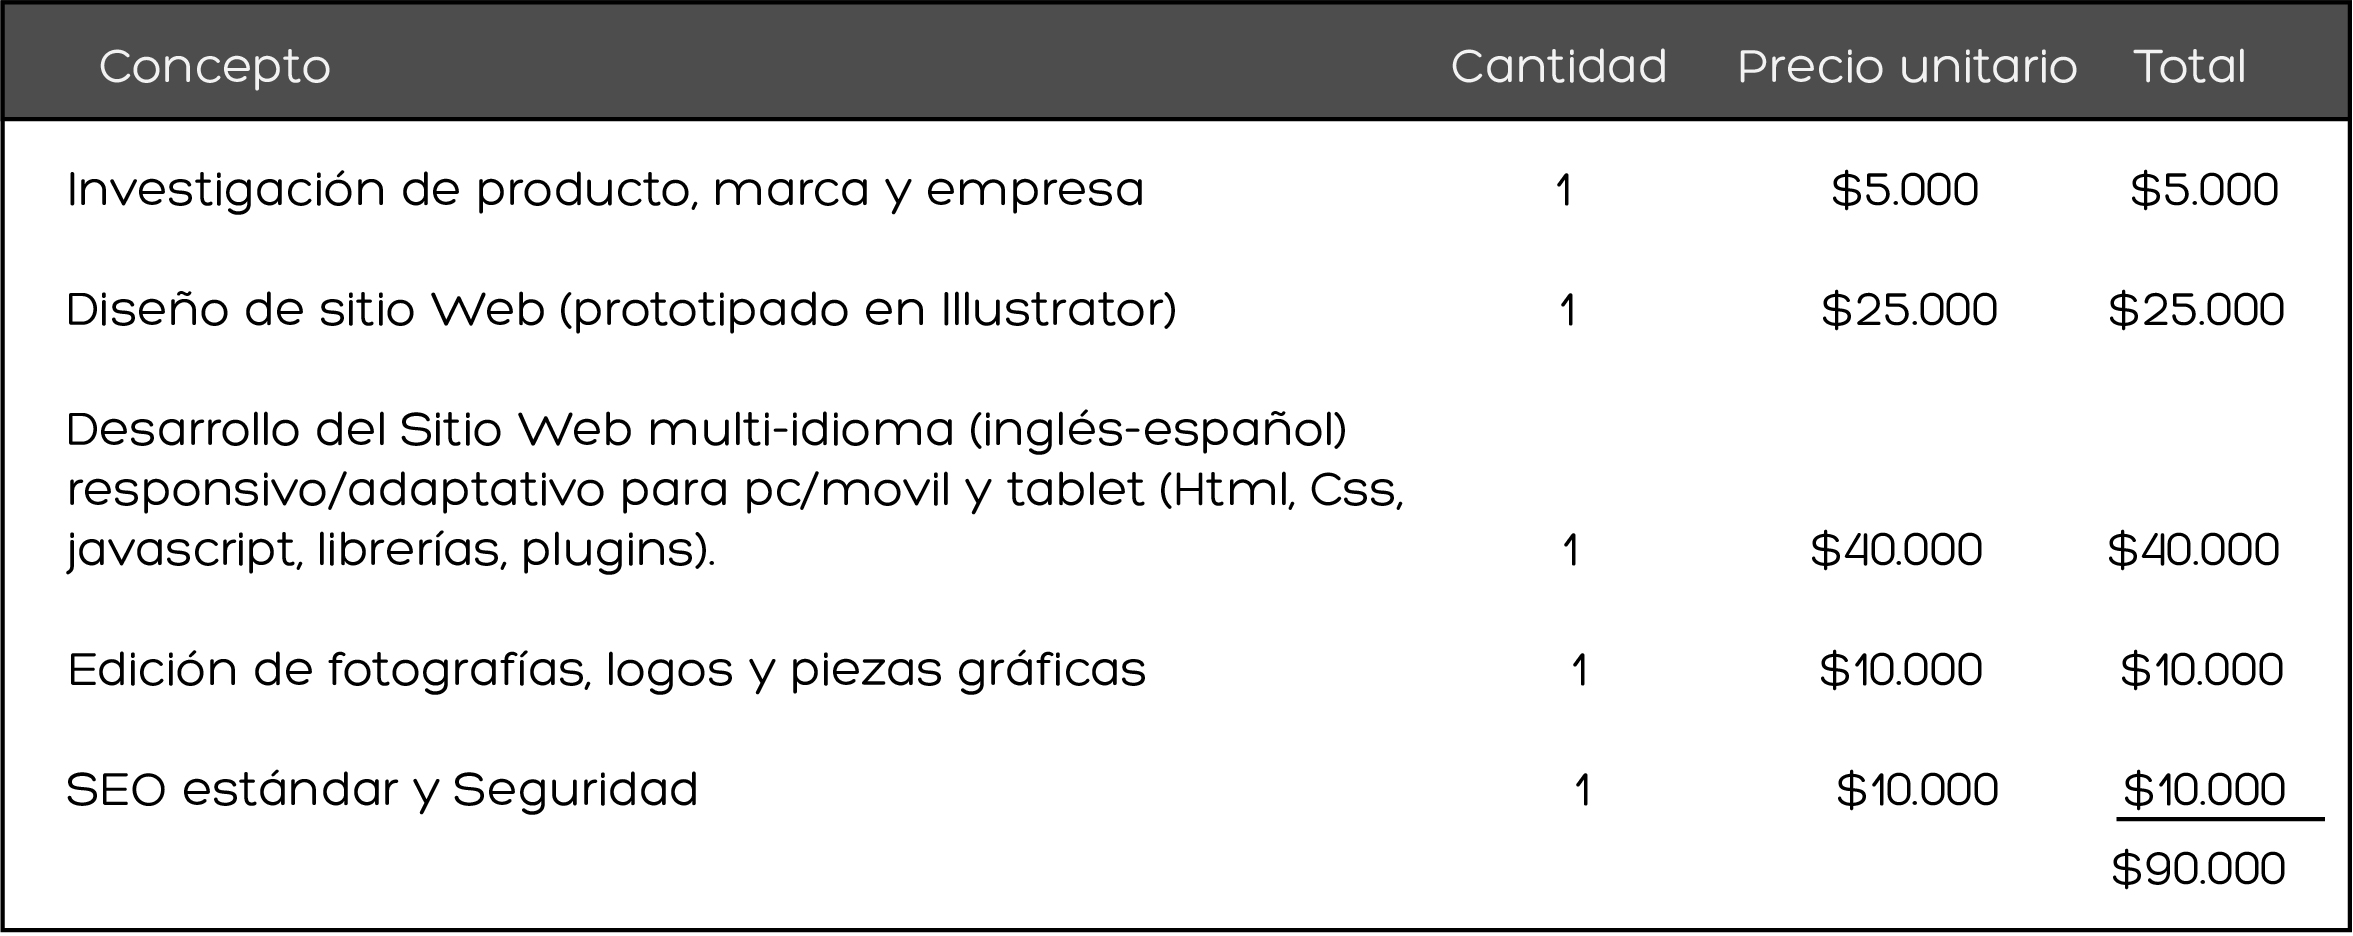 Concepto Cantidad Precio unitario Total
Investigación de producto, marca y empresa 1 $5.000 $5.000
Diseño de sitio Web (prototipado en Illustrator) 1 $25.000 $25.000
Desarrollo del Sitio Web multi-idioma (inglés-español)
responsivo/adaptativo para pc/movil y tablet (Html, Css,
javascript, librerías, plugins). 1 $40.000 $40.000
Edición de fotografías, logos y piezas gráficas 1 $10.000 $10.000
SEO estándar y Seguridad 1 $10.000 $10.000
$90.000